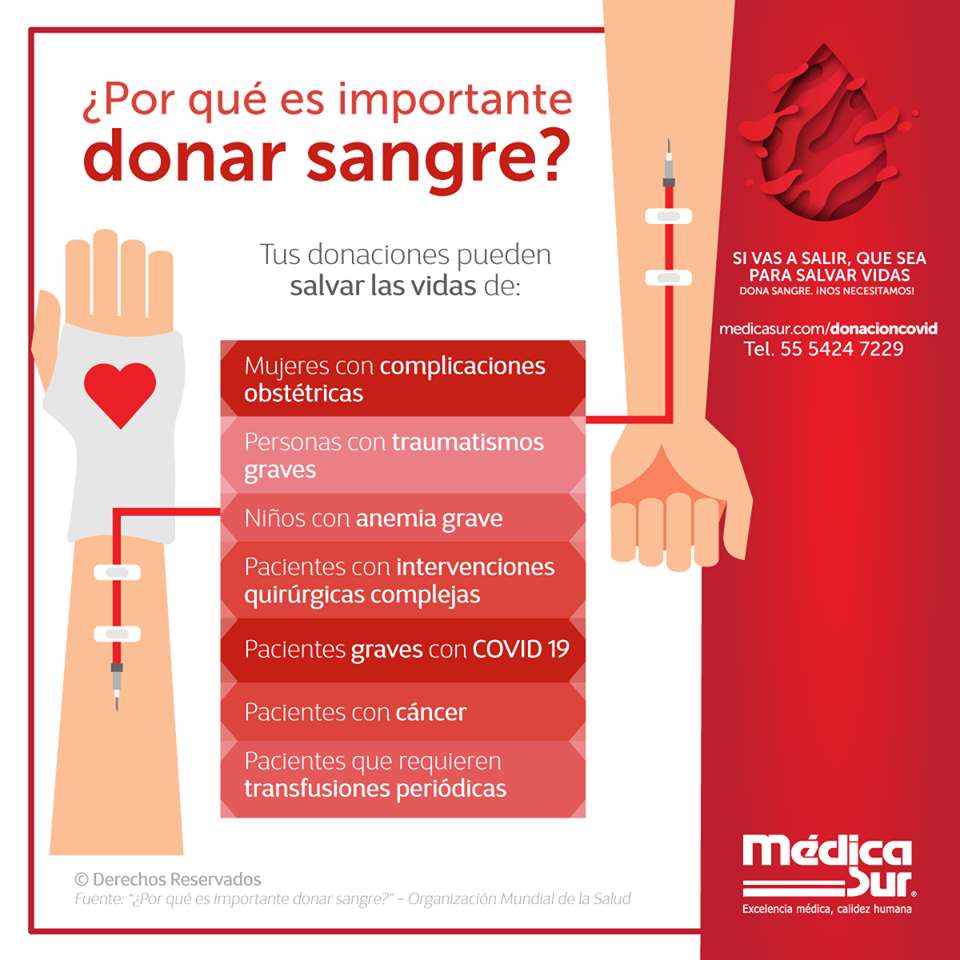 ¿Por qué es importante
donar sangre?
Tus donaciones pueden
salvar las vidas de:
Mujeres con complicaciones
obstétricas
Personas con traumatismos
graves
Niños con anemia grave
Pacientes con intervenciones
quirúrgicas complejas
Pacientes graves con COVID 19
Pacientes con cáncer
Pacientes que requieren
transfusiones periódicas
© Derechos Reservados
Fuente: "¿Por qué es importante donar sangre?" - Organización Mundial de la Salud
SI VAS A SALIR, QUE SEA
PARA SALVAR VIDAS
DONA SANGRE. ¡NOS NECESITAMOS!
medicasur.com/donacioncovid
Tel. 55 5424 7229
médica
sur®
Excelencia médica, calidez humana